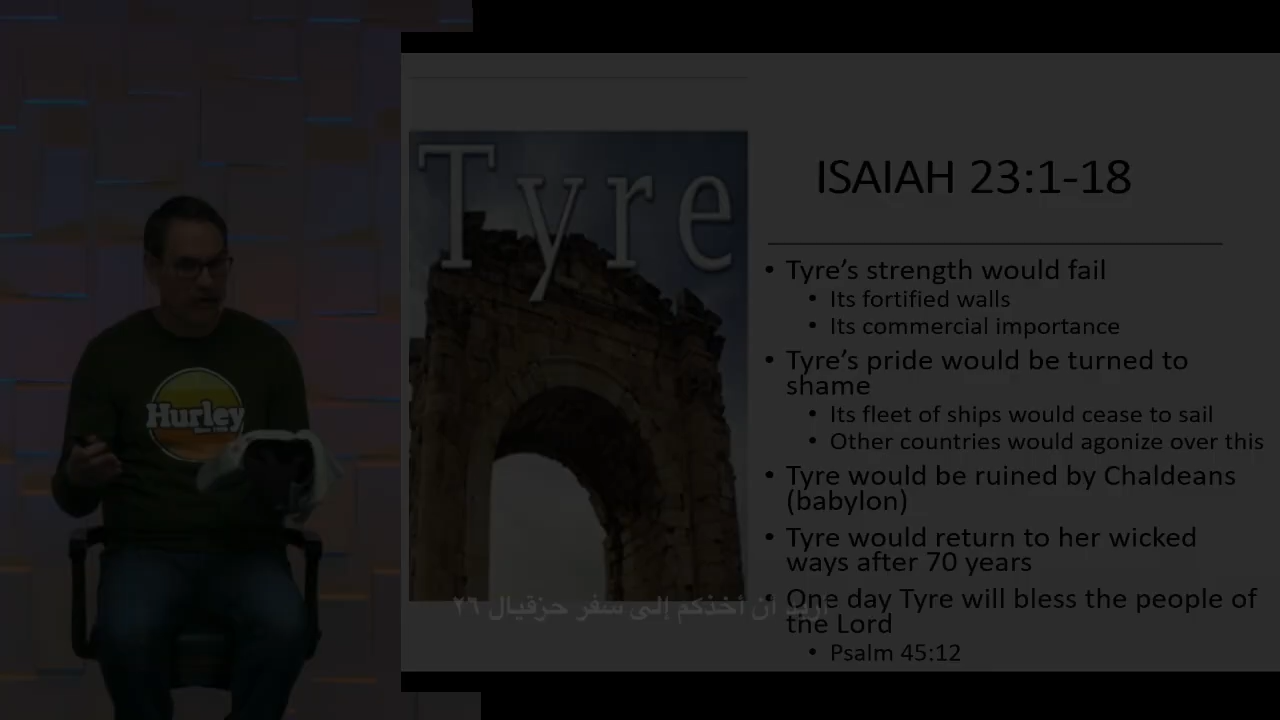 Tyre
ISAIAH 23:1-18
• Tyre's strength would fail
• Its fortified walls
• Its commercial importance
• Tyre's pride would be turned to
shame
• Its fleet of ships would cease to sail
• Other countries would agonize over this
• Tyre would be ruined by Chaldeans
(babylon)
• Tyre would return to her wicked
ways after 70 years
• One day Tyre will bless the people of
the Lord
• Psalm 45:12
أريد أن آخذكم إلى سفر حزقيال ٢٦
Hurley